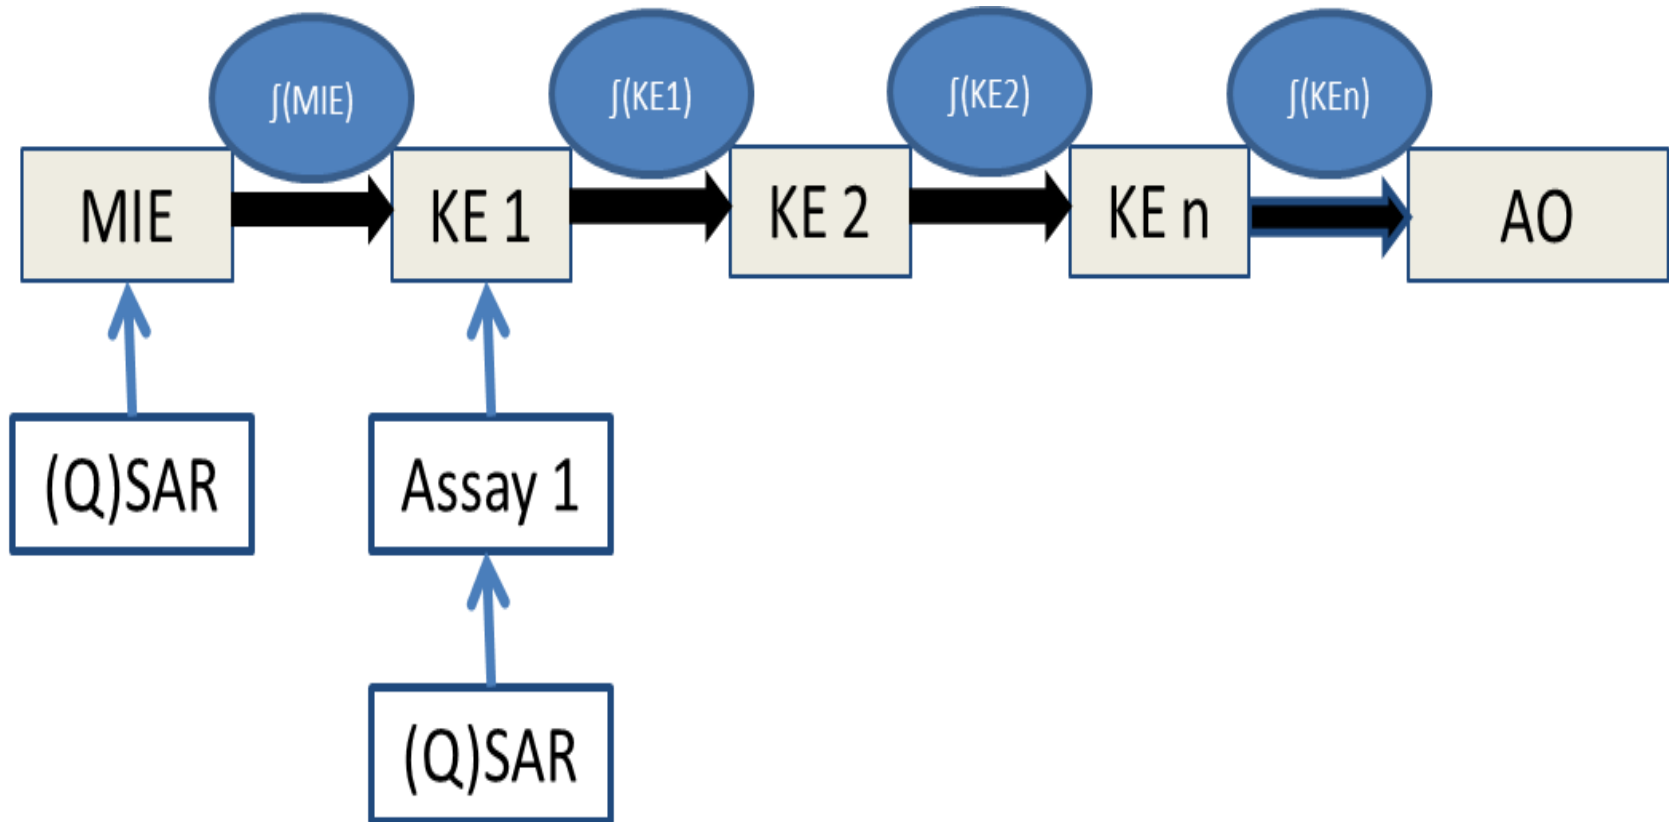 ∫(MIE)
∫(KE1)
∫(KE2)
∫(KEn)
MIE
KE 1
KE 2
KE n
AO
(Q)SAR
Assay 1
(Q)SAR